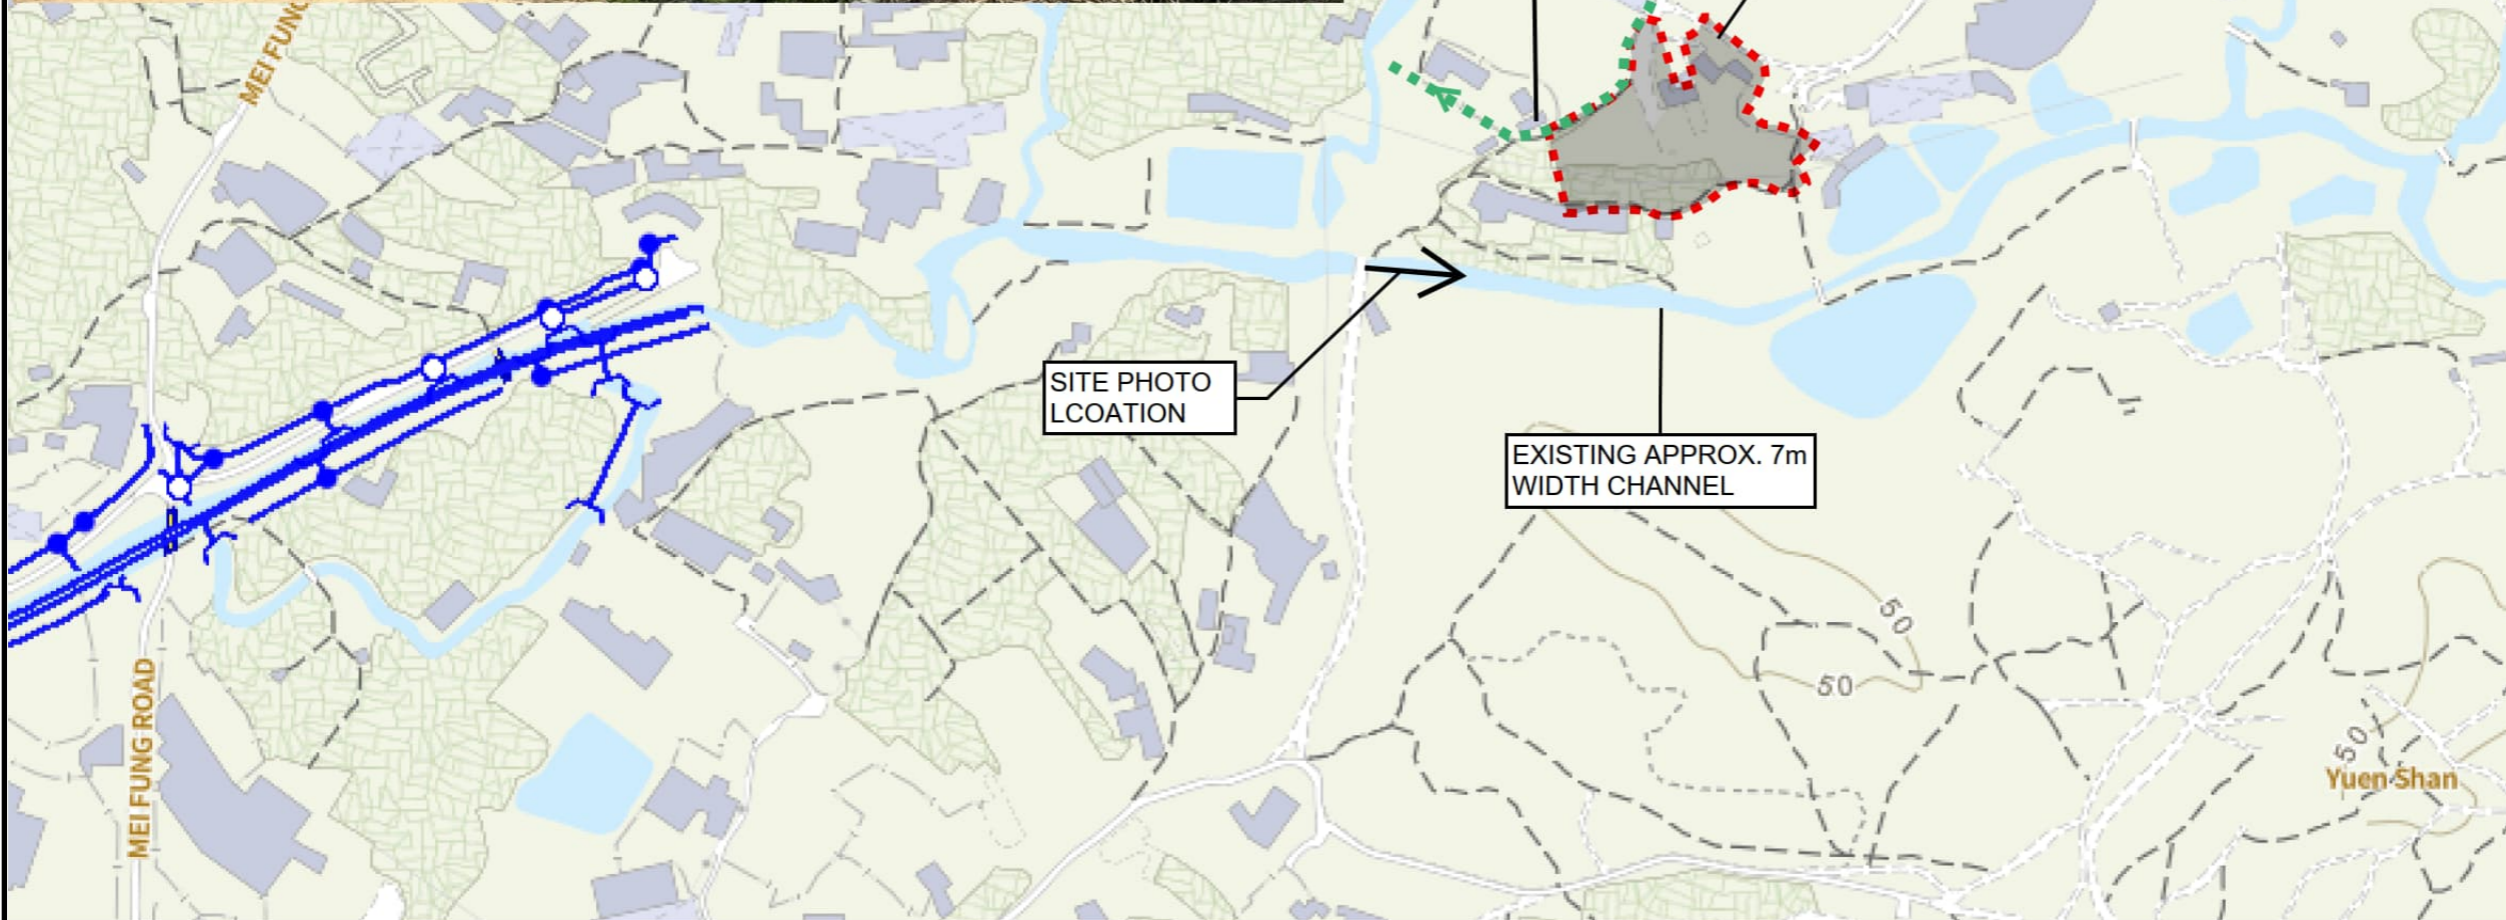 MEI FUNG
SITE PHOTO
LCOATION
EXISTING APPROX. 7m
WIDTH CHANNEL
50
50
50
Yuen Shan
MEI FUNG ROAD